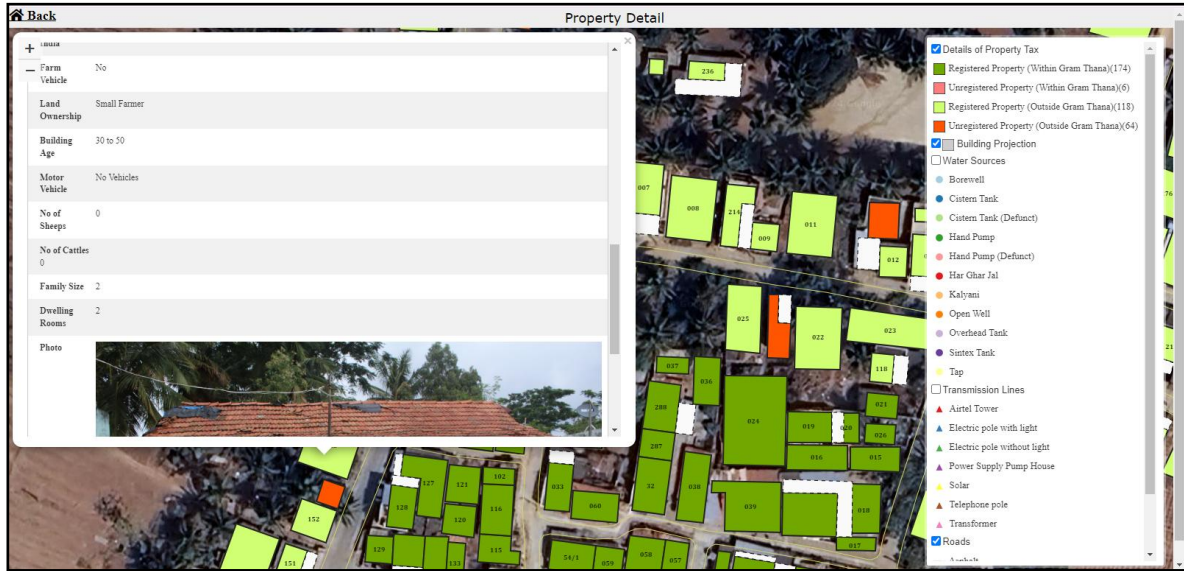 Back
Property Detail
+
India
−
Farm
Vehicle
No
Land
Ownership
Small Farmer
Building
Age
30 to 50
Motor
Vehicle
No Vehicles
No of
Sheeps
0
No of Cattles
0
Family Size
2
Dwelling
Rooms
2
Photo
×
Details of Property Tax
Registered Property (Within Gram Thana)(174)
Unregistered Property (Within Gram Thana)(6)
Registered Property (Outside Gram Thana)(118)
Unregistered Property (Outside Gram Thana)(64)
Building Projection
Water Sources
Borewell
Cistern Tank
Cistern Tank (Defunct)
Hand Pump
Hand Pump (Defunct)
Har Ghar Jal
Kalyani
Open Well
Overhead Tank
Sintex Tank
Tap
Transmission Lines
Airtel Tower
Electric pole with light
Electric pole without light
Power Supply Pump House
Solar
Telephone pole
Transformer
Roads
Asphalt
236
007
008
214
009
011
012
025
022
023
118
037
036
288
024
021
019
020
026
287
016
015
32
038
039
018
017
102
127
121
116
128
120
033
060
152
151
129
133
115
54/1
059
058
057
76
21